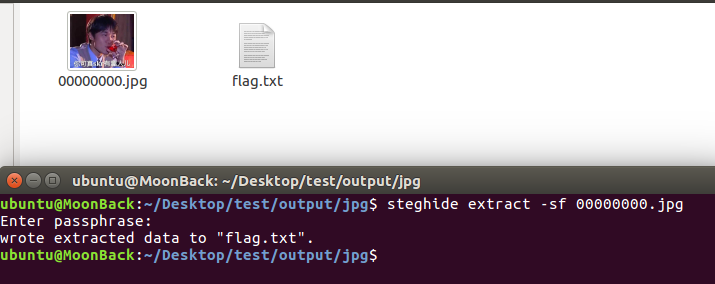 00000000.jpg
flag.txt
ubuntu@MoonBack: ~/Desktop/test/output/jpg
ubuntu@MoonBack:~/Desktop/test/output/jpg$ steghide extract -sf 00000000.jpg
Enter passphrase:
wrote extracted data to "flag.txt".
ubuntu@MoonBack:~/Desktop/test/output/jpg$